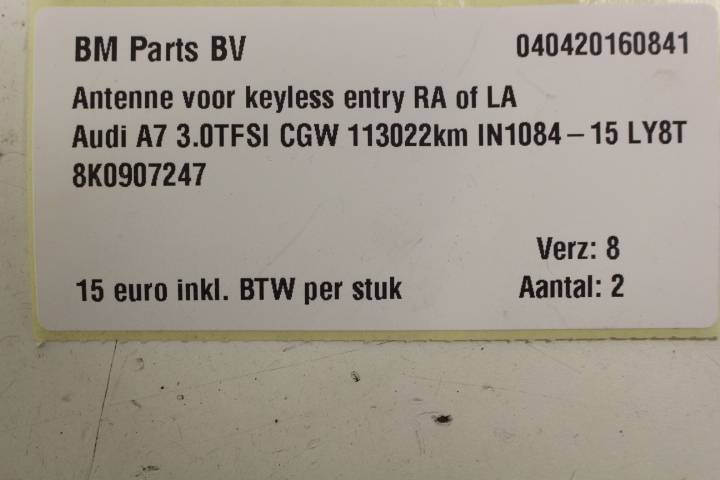 BM Parts BV 040420160841
Antenne voor keyless entry RA of LA
Audi A7 3.0TFSI CGW 113022km IN1084-15 LY8T
8K0907247
Verz: 8
15 euro inkl. BTW per stuk Aantal: 2